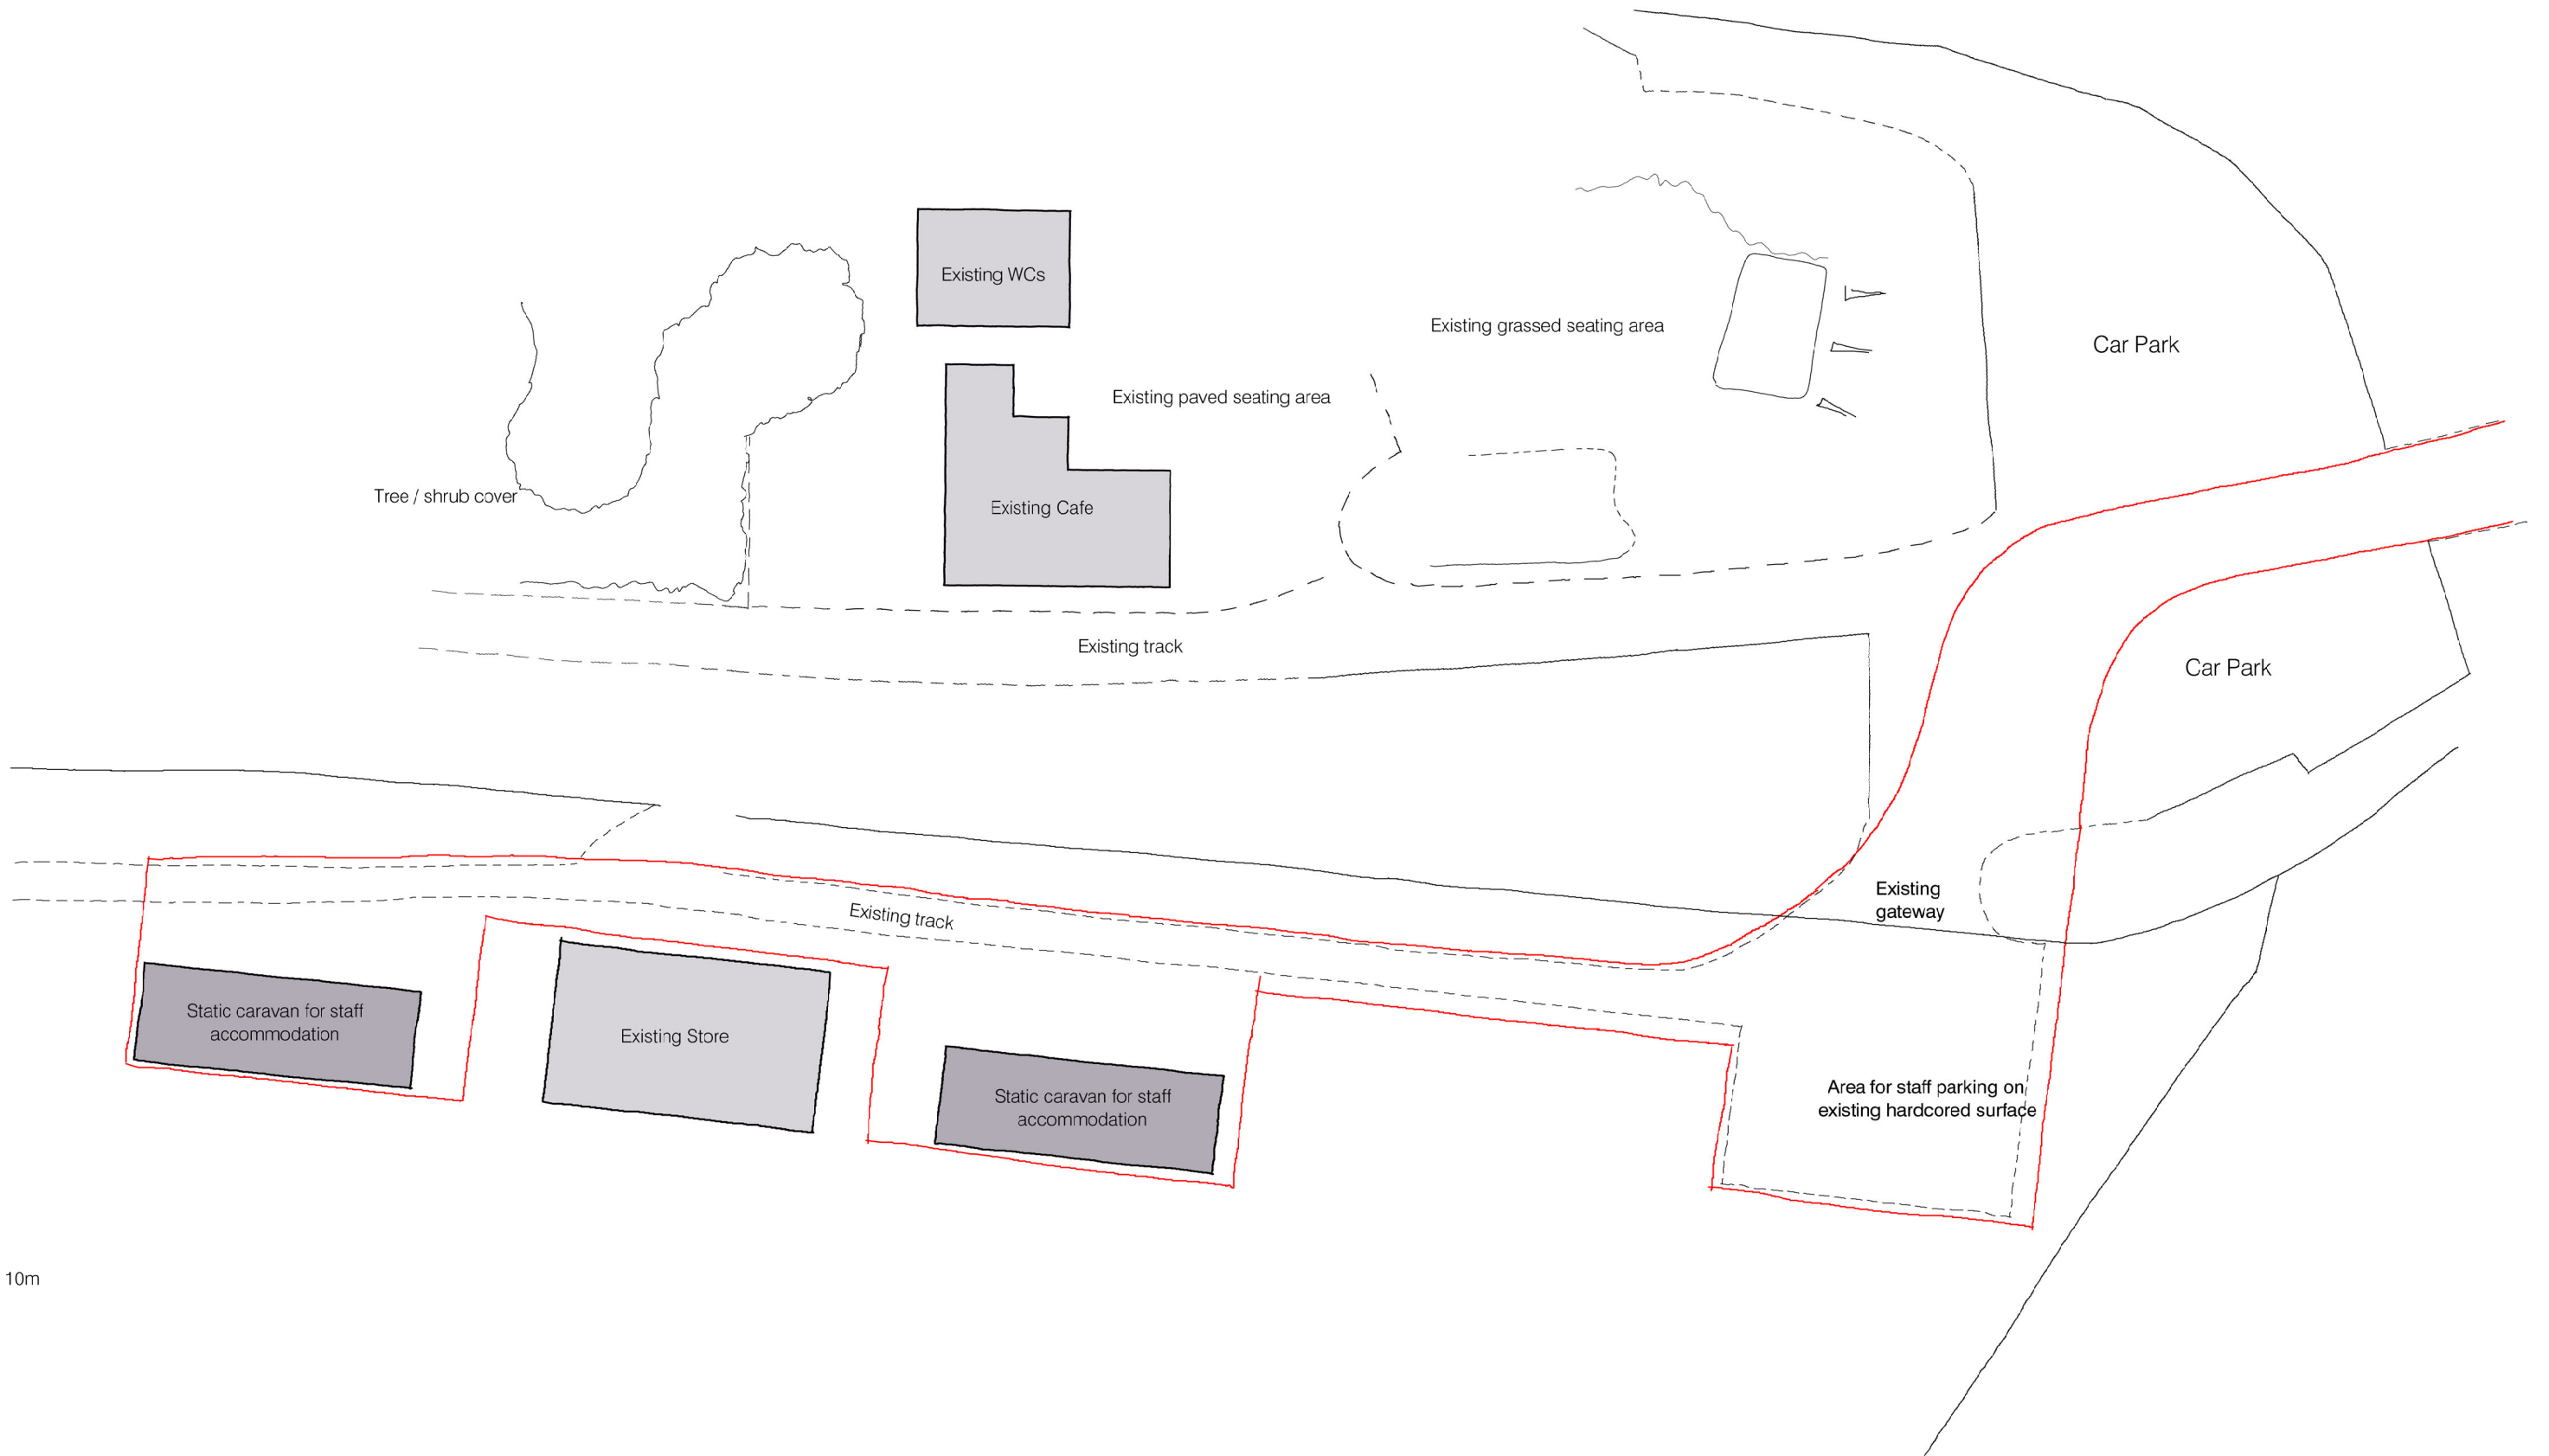 Existing WCs
Existing grassed seating area
Car Park
Existing paved seating area
Tree / shrub cover
Existing Cafe
Existing track
Car Park
Existing
gateway
Existing track
Static caravan for staff
accommodation
Existing Store
Static caravan for staff
accommodation
Area for staff parking on
existing hardcored surface
10m